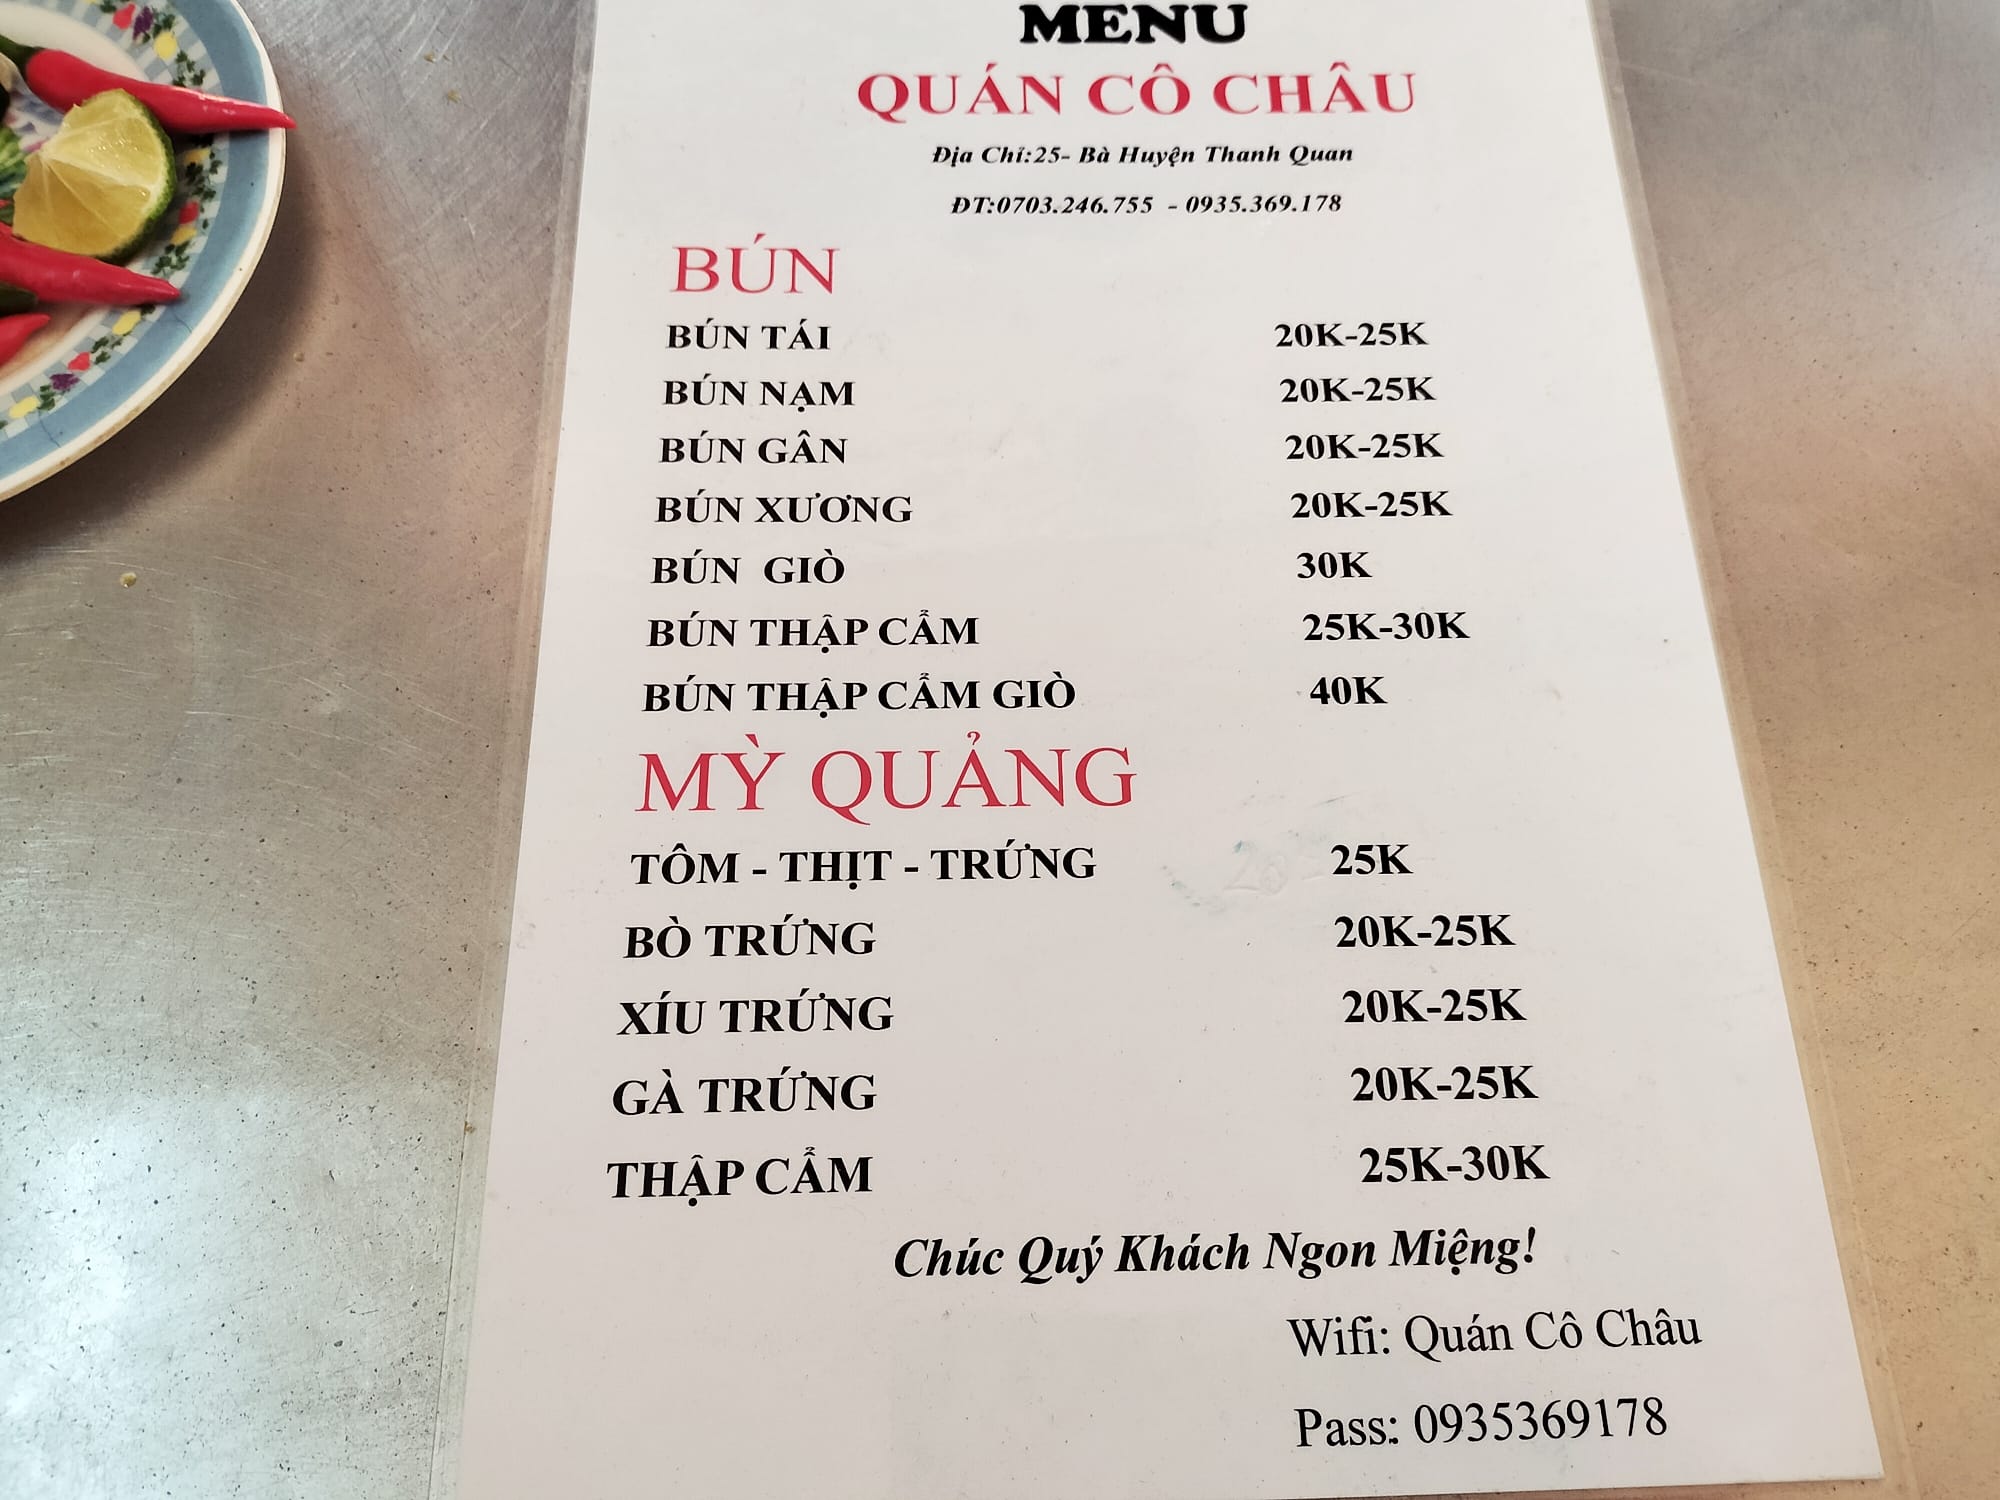 MENU
QUÁN CÔ CHÂU
Địa Chỉ:25- Bà Huyện Thanh Quan
ĐT:0703.246.755 - 0935.369.178
BÚN
BÚN TÁI 20K-25K
BÚN NẠM 20K-25K
BÚN GÂN 20K-25K
BÚN XƯƠNG 20K-25K
BÚN GIÒ 30K
BÚN THẬP CẨM 25K-30K
BÚN THẬP CẨM GIÒ 40K
MỲ QUẢNG
TÔM - THỊT - TRỨNG 25K
BÒ TRỨNG 20K-25K
XÍU TRỨNG 20K-25K
GÀ TRỨNG 20K-25K
THẬP CẨM 25K-30K
Chúc Quý Khách Ngon Miệng!
Wifi: Quán Cô Châu
Pass: 0935369178